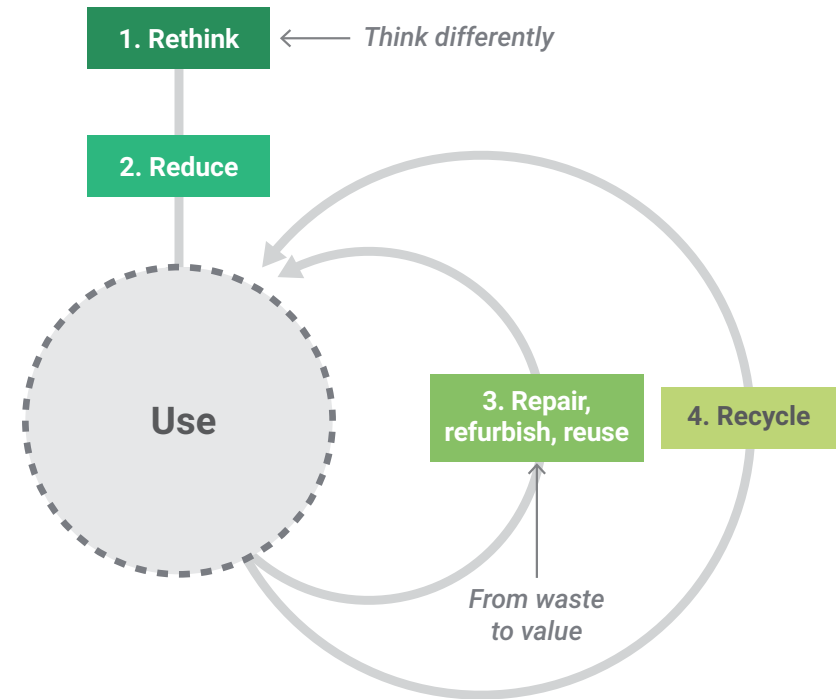 1. Rethink
Think differently
2. Reduce
Use
3. Repair,
refurbish, reuse
4. Recycle
From waste
to value